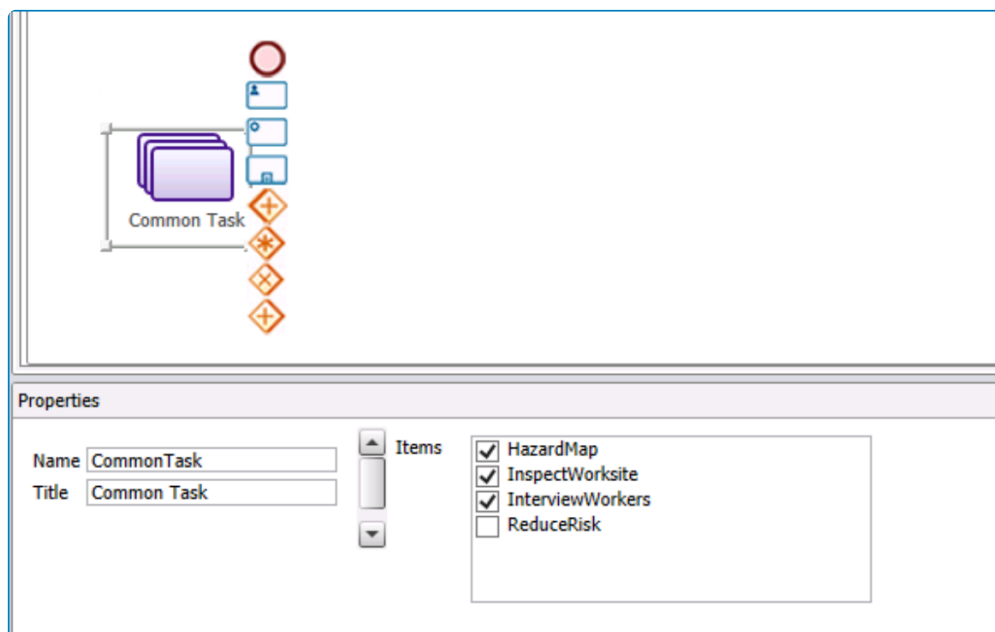 Common Task
Properties
Name CommonTask
Title Common Task
Items
HazardMap
InspectWorksite
InterviewWorkers
ReduceRisk